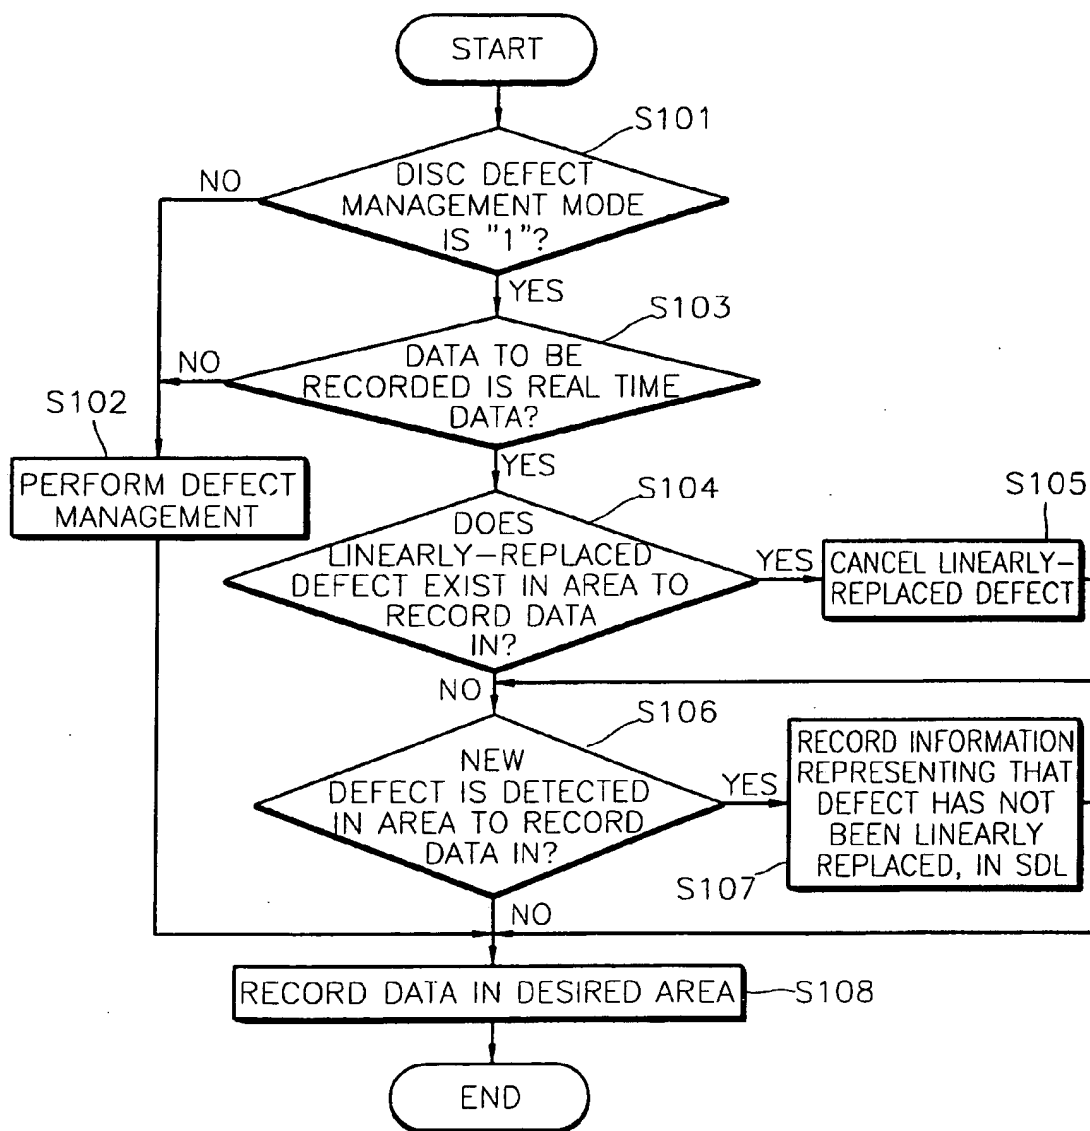 START
S101
DISC DEFECT
MANAGEMENT MODE
IS "1"?
NO
YES
S103
DATA TO BE
RECORDED IS REAL TIME
DATA?
NO
YES
S102
PERFORM DEFECT
MANAGEMENT
S104
DOES
LINEARLY-REPLACED
DEFECT EXIST IN AREA TO
RECORD DATA
IN?
YES
S105
CANCEL LINEARLY-
REPLACED DEFECT
NO
S106
NEW
DEFECT IS DETECTED
IN AREA TO RECORD
DATA IN?
YES
RECORD INFORMATION
REPRESENTING THAT
DEFECT HAS NOT
BEEN LINEARLY
REPLACED, IN SDL
S107
NO
RECORD DATA IN DESIRED AREA
S108
END